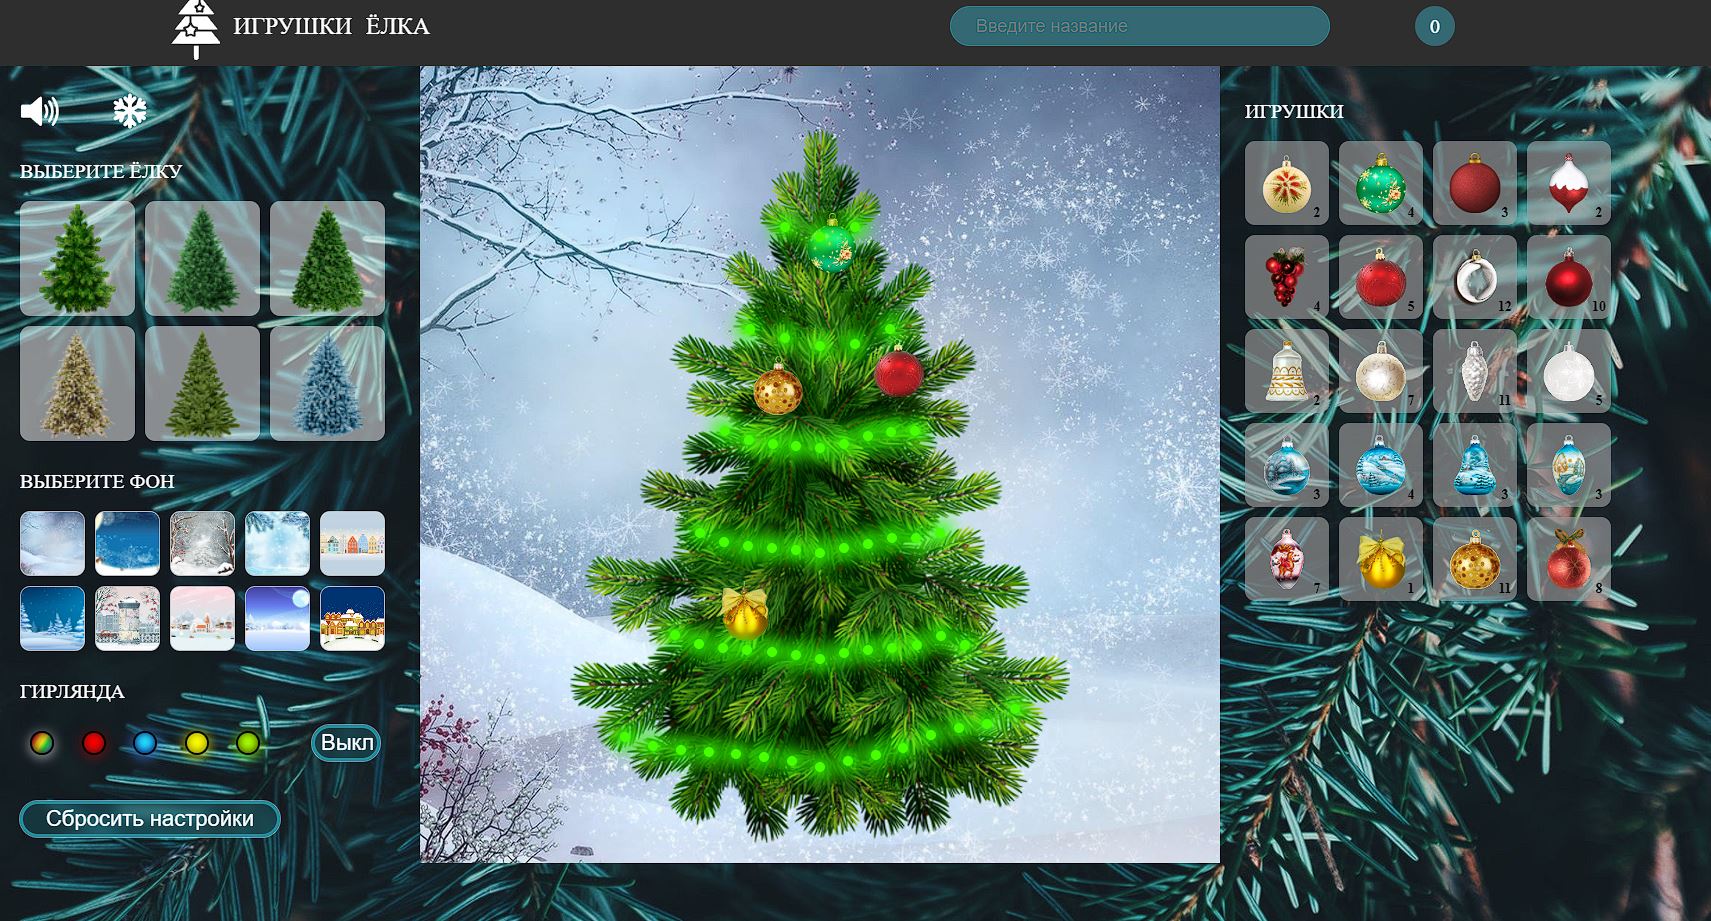 ИГРУШКИ ЁЛКА
Введите название
0
ВЫБЕРИТЕ ЁЛКУ
ВЫБЕРИТЕ ФОН
ГИРЛЯНДА
Выкл
Сбросить настройки
ИГРУШКИ
2 4 3 2
4 5 12 10
2 7 11 5
3 4 3 3
7 1 11 8